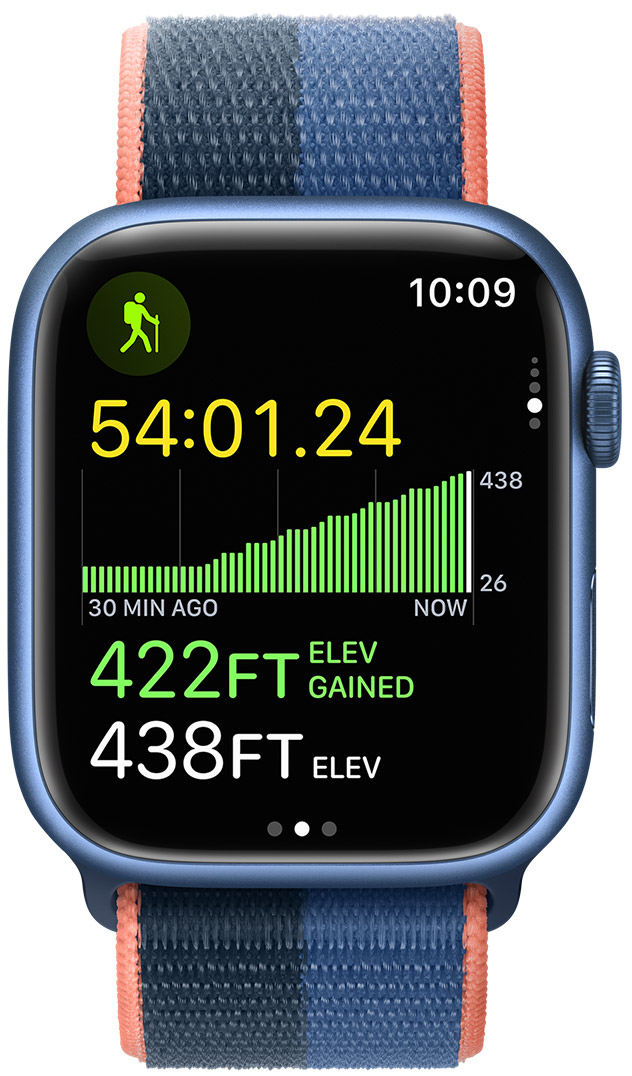 10:09
54:01.24
438
26
30 MIN AGO
NOW
422FT ELEV GAINED
438FT ELEV